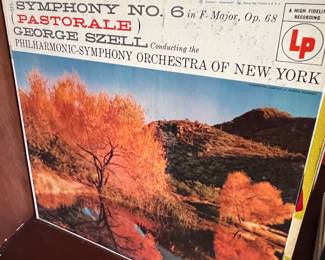 SYMPHONY NO. 6 in F Major, Op. 68
(PASTORALE)
GEORGE SZELL Conducting the
PHILHARMONIC-SYMPHONY ORCHESTRA OF NEW YORK
LP
A HIGH FIDELITY
RECORDING